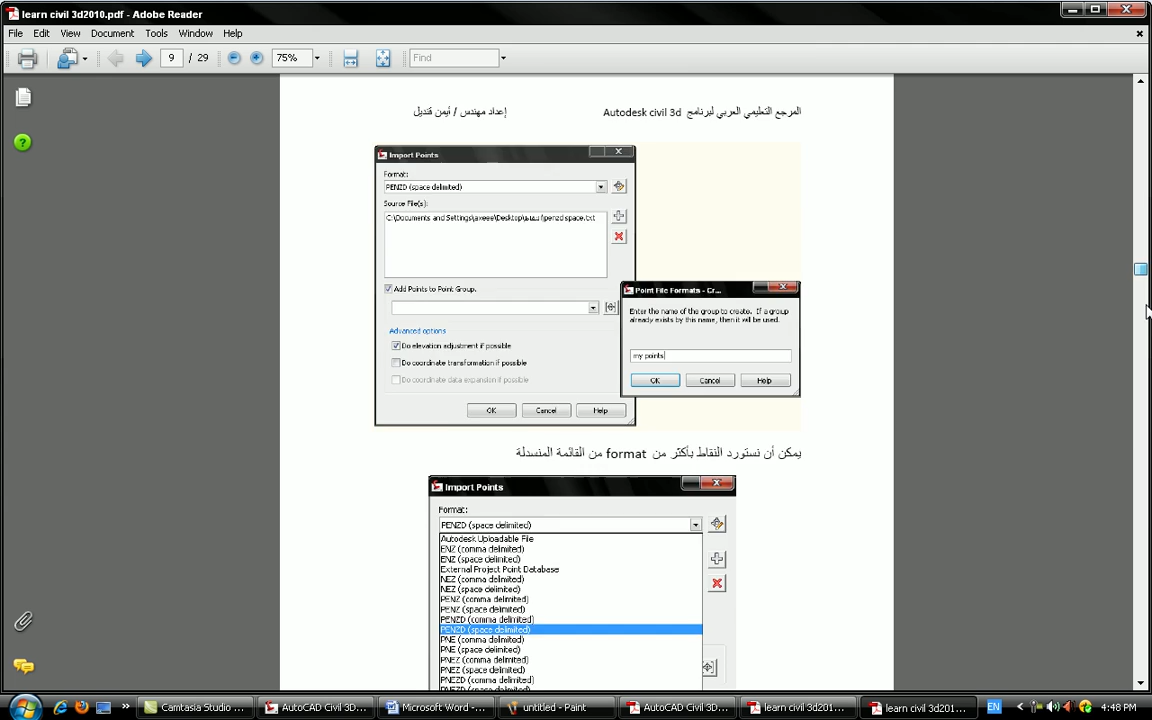 learn civil 3d2010.pdf - Adobe Reader
File Edit View Document Tools Window Help
9 / 29 75% Find
المرجع التعليمي العربي لبرنامج Autodesk civil 3d إعداد مهندس / أيمن قنديل
Import Points
Format:
PENZD (space delimited)
Source File(s):
Add Points to Point Group.
Advanced options
Do elevation adjustment if possible
Do coordinate transformation if possible
Do coordinate data expansion if possible
OK Cancel Help
Point File Formats - Cr...
Enter the name of the group to create. If a group
already exists by this name, then it will be used.
my points
OK Cancel Help
يمكن أن نستورد النقاط بأكثر من format من القائمة المنسدلة
Import Points
Format:
PENZD (space delimited)
Autodesk Uploadable File
ENZ (comma delimited)
ENZ (space delimited)
External Project Point Database
NEZ (comma delimited)
NEZ (space delimited)
PENZ (comma delimited)
PENZ (space delimited)
PENZD (comma delimited)
PENZD (space delimited)
PNE (comma delimited)
PNE (space delimited)
PNEZ (comma delimited)
PNEZ (space delimited)
PNEZD (comma delimited)
PNEZD (space delimited)
Camtasia Studio ... AutoCAD Civil 3D... Microsoft Word -... untitled - Paint AutoCAD Civil 3D... learn civil 3d201... learn civil 3d201... EN 4:48 PM